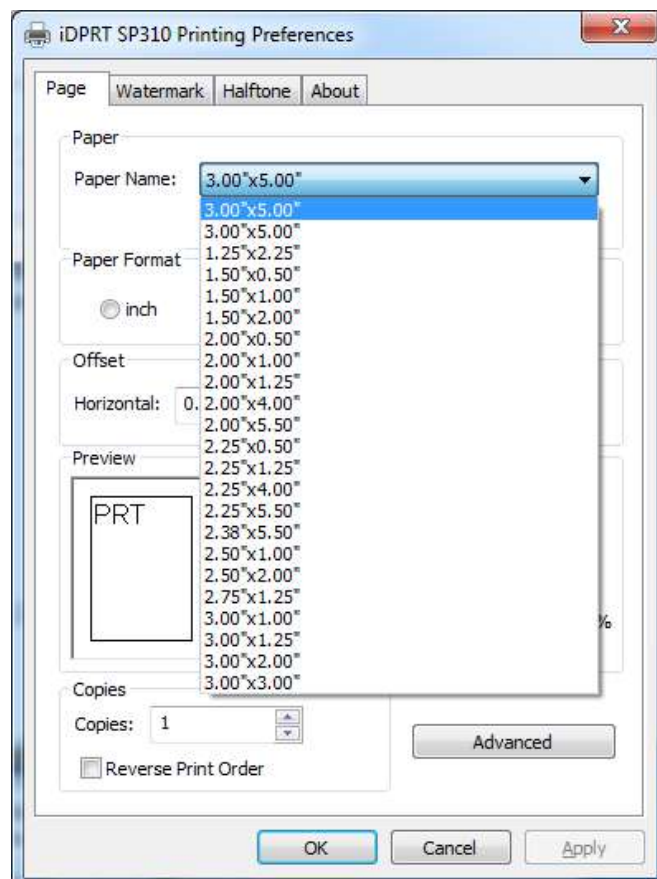 iDPRT SP310 Printing Preferences
Page Watermark Halftone About
Paper
Paper Name: 3.00"x5.00"
3.00"x5.00"
3.00"x5.00"
1.25"x2.25"
1.50"x0.50"
1.50"x1.00"
1.50"x2.00"
2.00"x0.50"
2.00"x1.00"
2.00"x1.25"
2.00"x4.00"
2.00"x5.50"
2.25"x0.50"
2.25"x1.25"
2.25"x4.00"
2.25"x5.50"
2.38"x5.50"
2.50"x1.00"
2.50"x2.00"
2.75"x1.25"
3.00"x1.00"
3.00"x1.25"
3.00"x2.00"
3.00"x3.00"
Paper Format
inch
Offset
Horizontal: 0.
Preview
PRT
%
Copies
Copies: 1
Reverse Print Order
Advanced
OK Cancel Apply